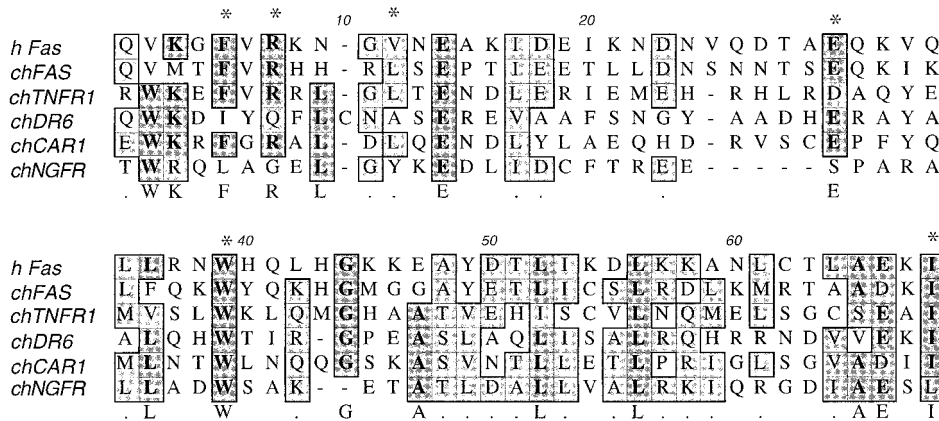 * * 10 * 20 *
h Fas Q V K G F V R K N - G V N E A K I D E I K N D N V Q D T A E Q K V Q
chFAS Q V M T F V R H H - R L S E P T I E E T L L D N S N N T S E Q K I K
chTNFR1 R W K E F V R R L - G L T E N D L E R I E M E H - R H L R D A Q Y E
chDR6 Q W K D I Y Q F L C N A S E R E V A A F S N G Y - A A D H E R A Y A
chCAR1 E W K R F G R A L - D L Q E N D L Y L A E Q H D - R V S C E P F Y Q
chNGFR T W R Q L A G E L - G Y K E D L I D C F T R E E - - - - - S P A R A
. W K F R L . . E . . . E
* 40 50 60 *
h Fas L L R N W H Q L H G K K E A Y D T L I K D L K K A N L C T L A E K I
chFAS L F Q K W Y Q K H G M G G A Y E T L I C S L R D L K M R T A A D K I
chTNFR1 M V S L W K L Q M G H A A T V E H I S C V L N Q M E L S G C S E A I
chDR6 A L Q H W T I R - G P E A S L A Q L I S A L R Q H R R N D V V E K I
chCAR1 M L N T W L N Q Q G S K A S V N T L L E T L P R I G L S G V A D I I
chNGFR L L A D W S A K - - E T A T L D A L L V A L R K I Q R G D I A E S L
. L W . G A . . L . L . . . . . A E I